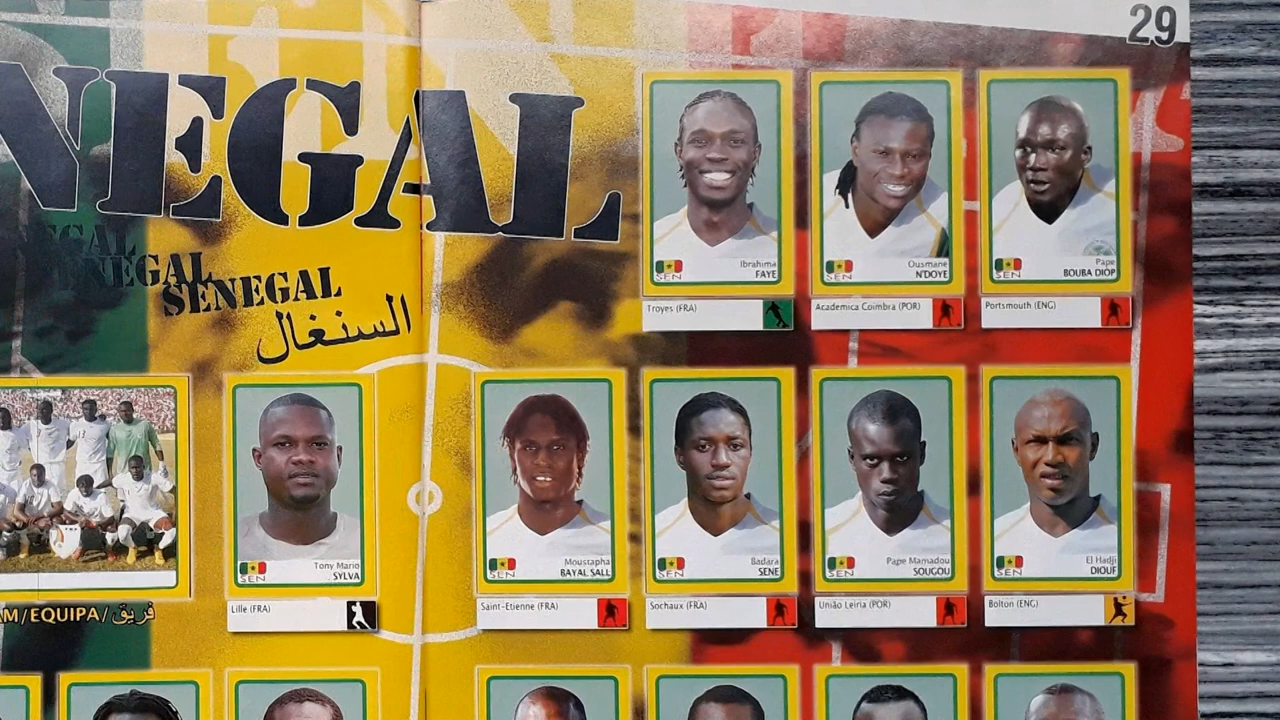 29
NEGAL
EGAL
ENEGAL
SENEGAL
السنغال
SEN
Ibrahima
FAYE
Troyes (FRA)
SEN
Ousmane
N'DOYE
Academica Coimbra (POR)
SEN
Pape
BOUBA DIOP
Portsmouth (ENG)
AM/EQUIPA/فريق
SEN
Tony Mario
SYLVA
Lille (FRA)
SEN
Moustapha
BAYAL SALL
Saint-Etienne (FRA)
SEN
Badara
SENE
Sochaux (FRA)
SEN
Pape Mamadou
SOUGOU
União Leiria (POR)
SEN
El Hadji
DIOUF
Bolton (ENG)